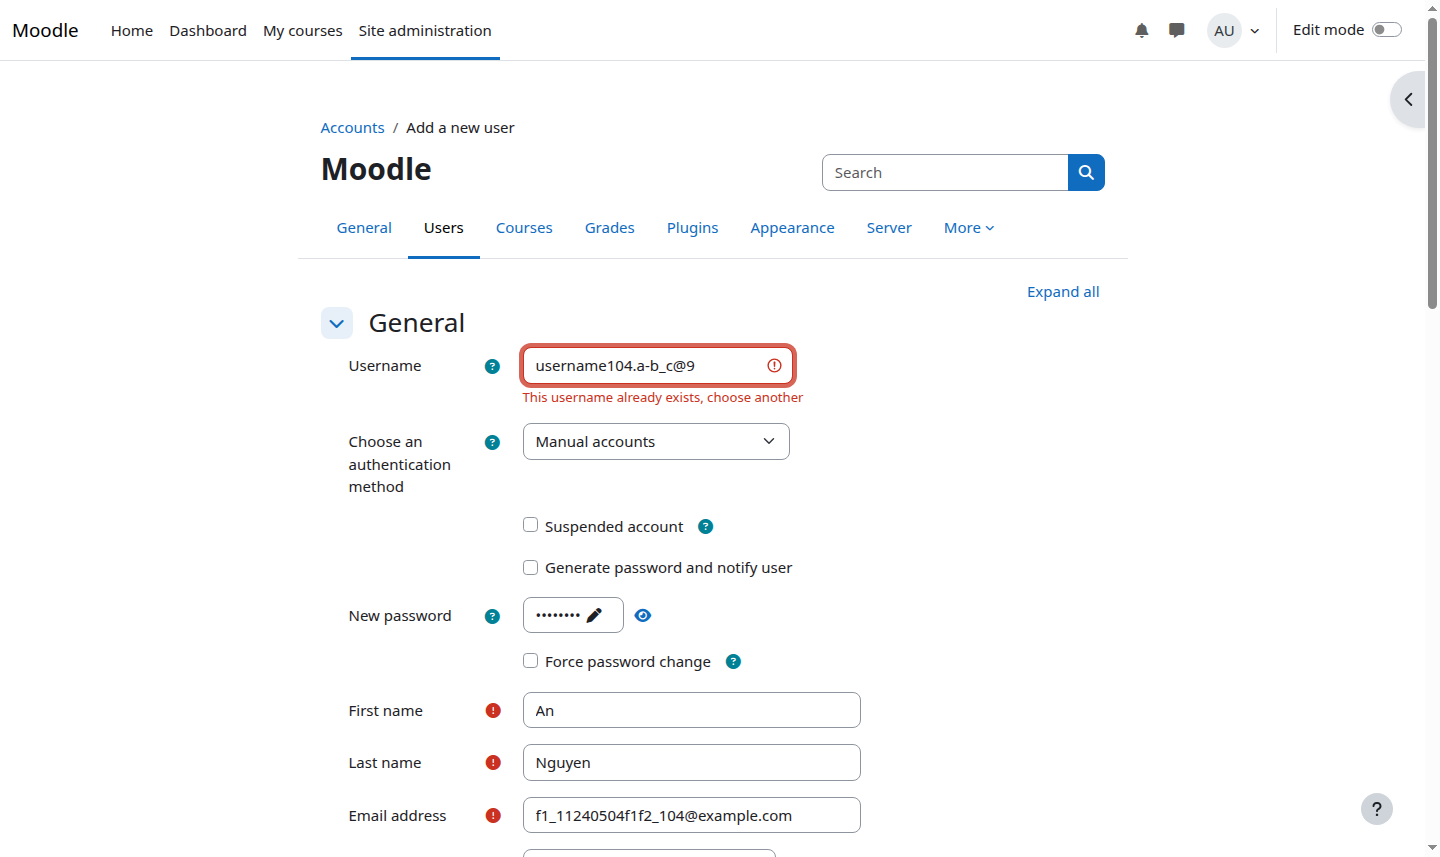 Moodle Home Dashboard My courses Site administration AU Edit mode
Accounts / Add a new user
Moodle
Search
General Users Courses Grades Plugins Appearance Server More
Expand all
General
Username ? username104.a-b_c@9
This username already exists, choose another
Choose an authentication method ? Manual accounts
Suspended account ?
Generate password and notify user
New password ? ••••••••
Force password change ?
First name ! An
Last name ! Nguyen
Email address ! f1_11240504f1f2_104@example.com
?